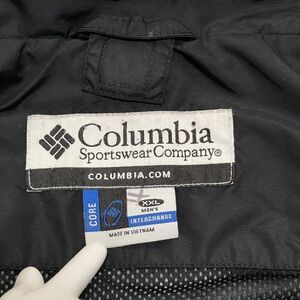 Columbia
Sportswear Company®
COLUMBIA.COM
CORE
XXL
MEN'S
INTERCHANGE
MADE IN VIETNAM